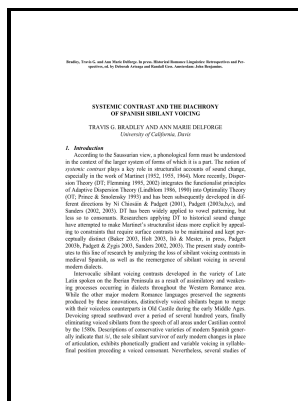 Bradley, Travis G. and Ann Marie Delforge. In press. Historical Romance Linguistics: Retrospectives and Per-
spectives, ed. by Deborah Arteaga and Randall Gess. Amsterdam: John Benjamins.
SYSTEMIC CONTRAST AND THE DIACHRONY
OF SPANISH SIBILANT VOICING
TRAVIS G. BRADLEY AND ANN MARIE DELFORGE
University of California, Davis
1. Introduction
According to the Saussurian view, a phonological form must be understood
in the context of the larger system of forms of which it is a part. The notion of
systemic contrast plays a key role in structuralist accounts of sound change,
especially in the work of Martinet (1952, 1955, 1964). More recently, Disper-
sion Theory (DT; Flemming 1995, 2002) integrates the functionalist principles
of Adaptive Dispersion Theory (Lindblom 1986, 1990) into Optimality Theory
(OT; Prince & Smolensky 1993) and has been subsequently developed in dif-
ferent directions by Ní Chiosáin & Padgett (2001), Padgett (2003a,b,c), and
Sanders (2002, 2003). DT has been widely applied to vowel patterning, but
less so to consonants. Researchers applying DT to historical sound change
have attempted to make Martinet's structuralist ideas more explicit by appeal-
ing to constraints that require surface contrasts to be maintained and kept per-
ceptually distinct (Baker 2003, Holt 2003, Itô & Mester, in press, Padgett
2003b, Padgett & Zygis 2003, Sanders 2002, 2003). The present study contrib-
utes to this line of research by analyzing the loss of sibilant voicing contrasts in
medieval Spanish, as well as the reemergence of sibilant voicing in several
modern dialects.
Intervocalic sibilant voicing contrasts developed in the variety of Late
Latin spoken on the Iberian Peninsula as a result of assimilatory and weaken-
ing processes occurring in dialects throughout the Western Romance area.
While the other major Romance languages preserved the segments
produced by these innovations, distinctively voiced sibilants began to merge
with their voiceless counterparts in Old Castile during the early Middle Ages.
Devoicing spread southward over a period of several hundred years, finally
eliminating voiced sibilants from the speech of all areas under Castilian control
by the 1580s. Descriptions of conservative varieties of modern Spanish gener-
ally indicate that /s/, the sole sibilant survivor of early modern changes in place
of articulation, exhibits phonetically gradient and variable voicing in syllable-
final position preceding a voiced consonant. Nevertheless, several studies of